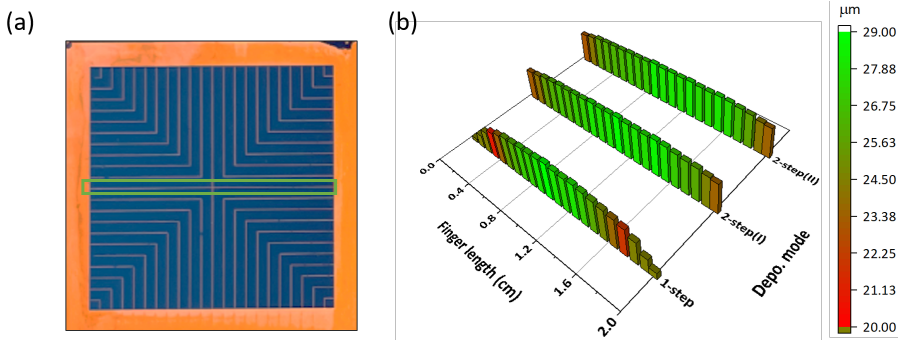 (a)
(b)
0.0
0.4
0.8
1.2
1.6
2.0
Finger length (cm)
1-step
2-step(I)
2-step(II)
Depo. mode
µm
29.00
27.88
26.75
25.63
24.50
23.38
22.25
21.13
20.00